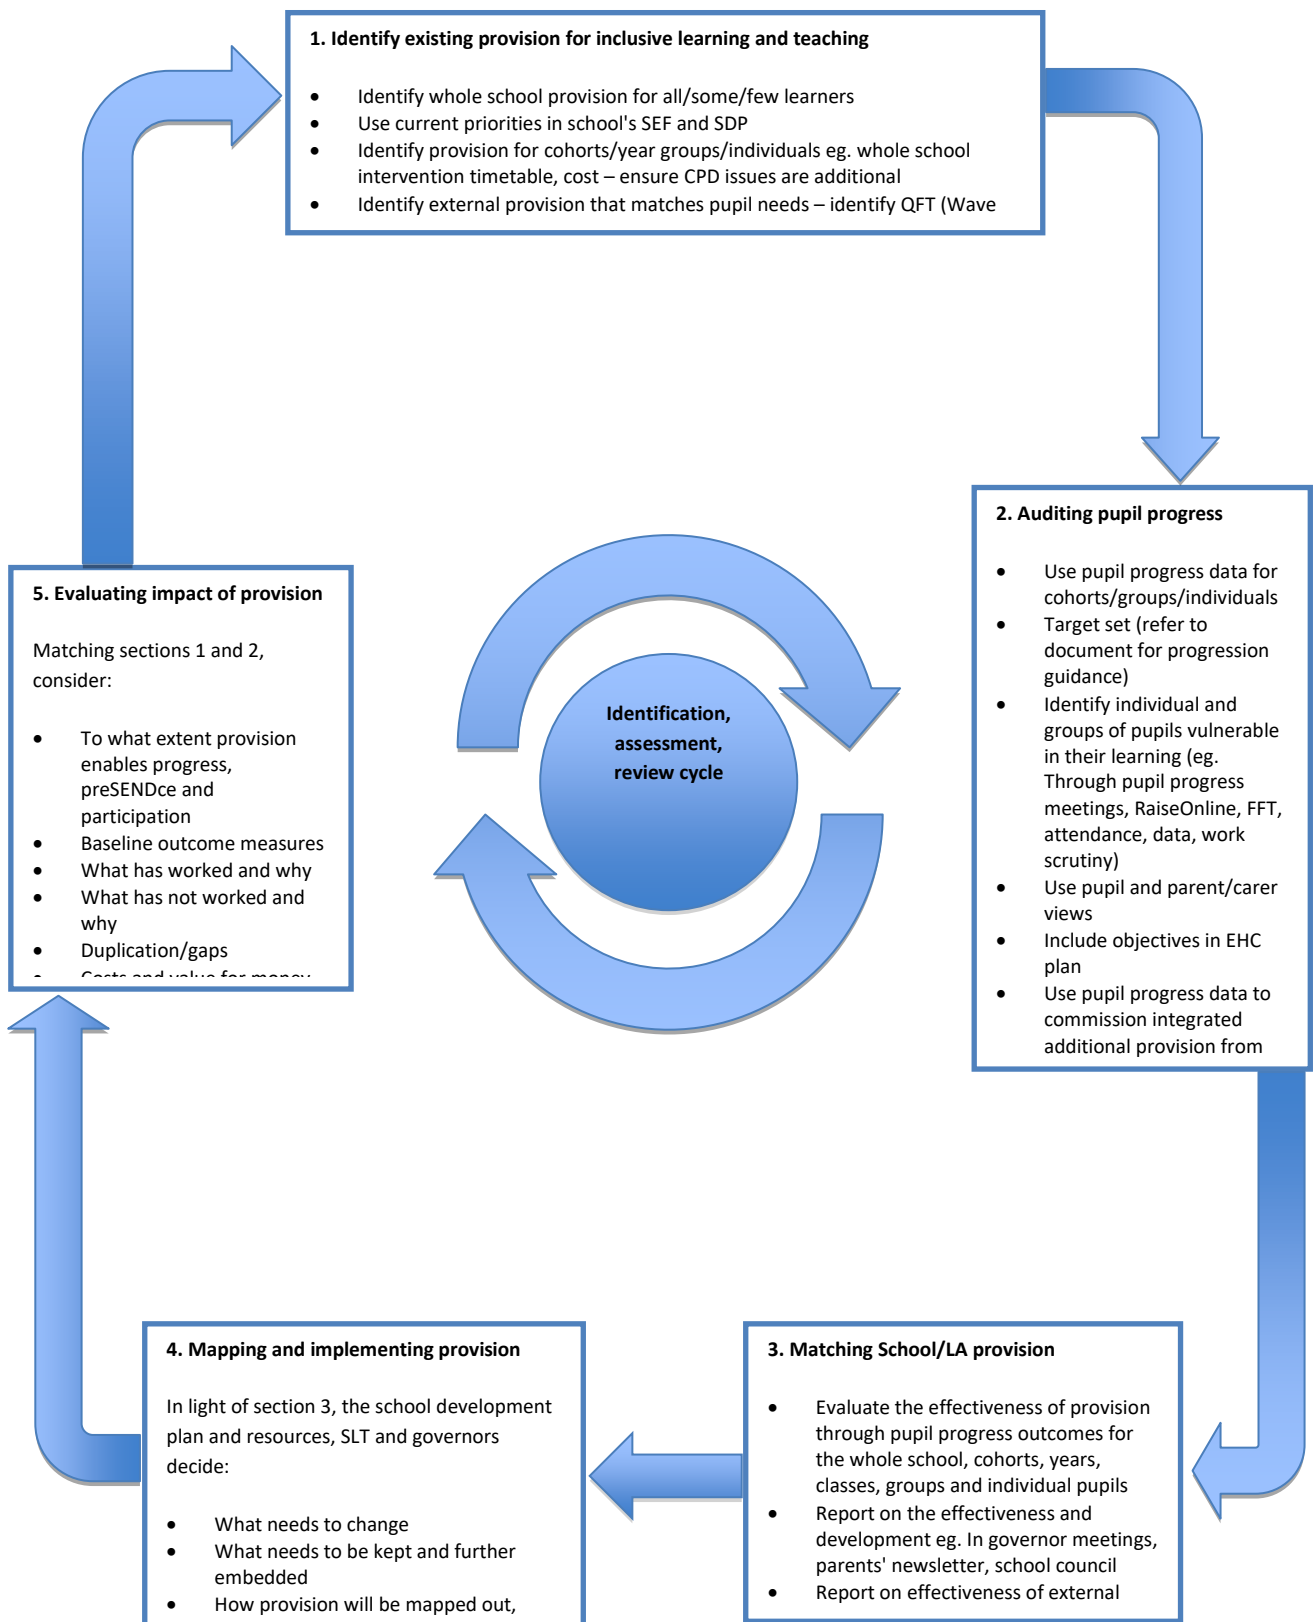 1. Identify existing provision for inclusive learning and teaching
• Identify whole school provision for all/some/few learners
• Use current priorities in school's SEF and SDP
• Identify provision for cohorts/year groups/individuals eg. whole school
intervention timetable, cost – ensure CPD issues are additional
• Identify external provision that matches pupil needs – identify QFT (Wave
2. Auditing pupil progress
• Use pupil progress data for
cohorts/groups/individuals
• Target set (refer to
document for progression
guidance)
• Identify individual and
groups of pupils vulnerable
in their learning (eg.
Through pupil progress
meetings, RaiseOnline, FFT,
attendance, data, work
scrutiny)
• Use pupil and parent/carer
views
• Include objectives in EHC
plan
• Use pupil progress data to
commission integrated
additional provision from
3. Matching School/LA provision
• Evaluate the effectiveness of provision
through pupil progress outcomes for
the whole school, cohorts, years,
classes, groups and individual pupils
• Report on the effectiveness and
development eg. In governor meetings,
parents' newsletter, school council
• Report on effectiveness of external
4. Mapping and implementing provision
In light of section 3, the school development
plan and resources, SLT and governors
decide:
• What needs to change
• What needs to be kept and further
embedded
• How provision will be mapped out,
5. Evaluating impact of provision
Matching sections 1 and 2,
consider:
• To what extent provision
enables progress,
preSENDce and
participation
• Baseline outcome measures
• What has worked and why
• What has not worked and
why
• Duplication/gaps
• Costs and value for money
Identification,
assessment,
review cycle